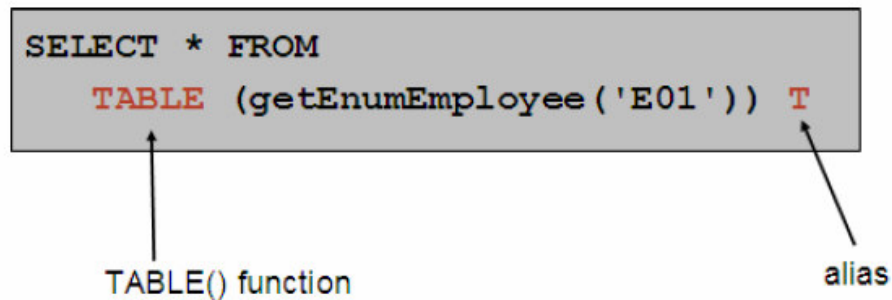 SELECT * FROM
TABLE (getEnumEmployee('E01')) T
TABLE() function
alias